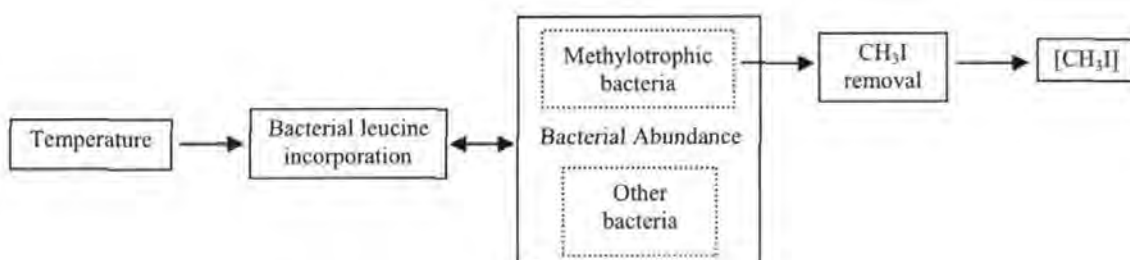 Temperature
Bacterial leucine
incorporation
Methylotrophic
bacteria
Bacterial Abundance
Other
bacteria
CH₃I
removal
[CH₃I]